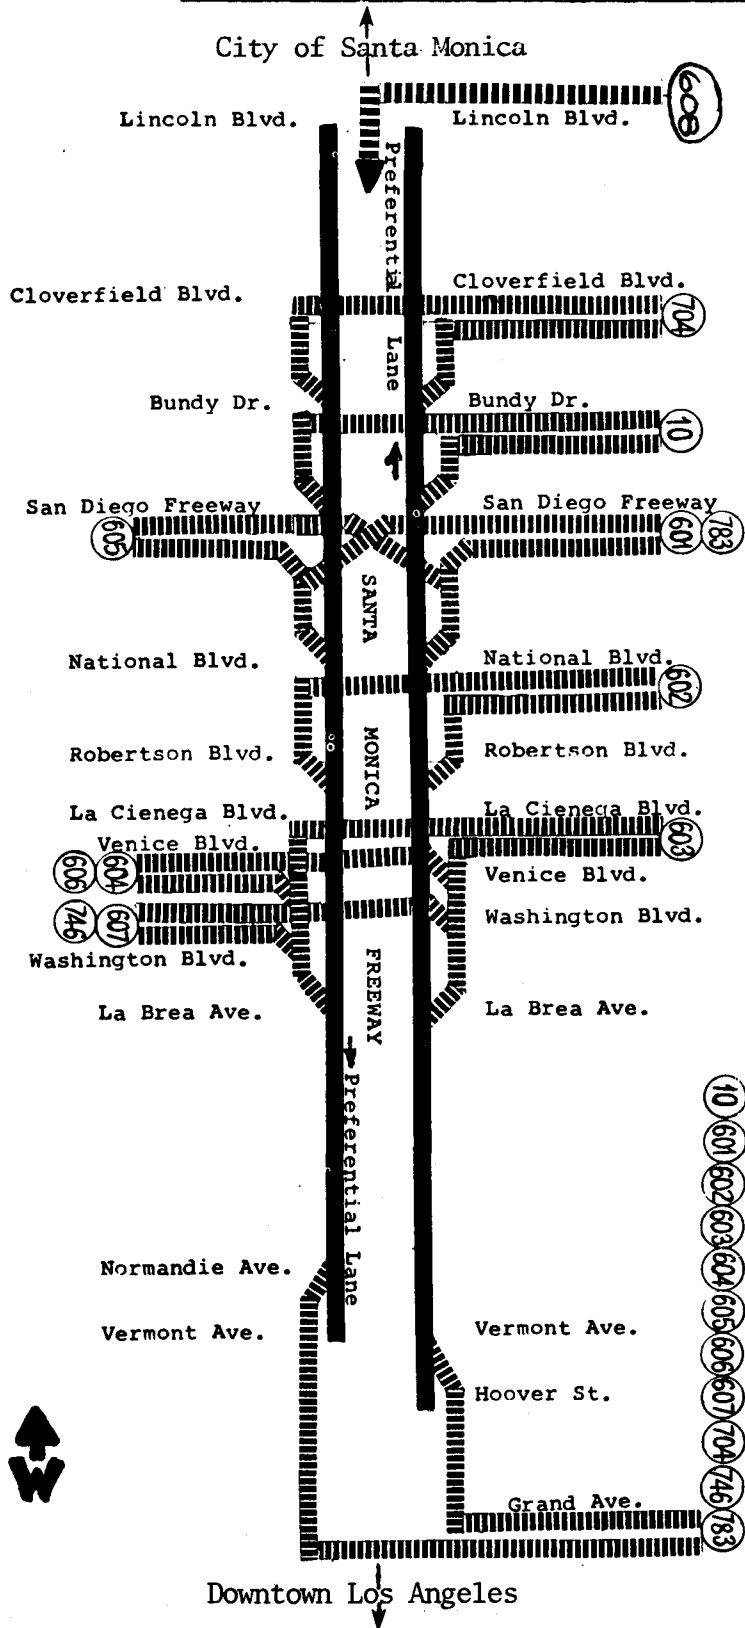 City of Santa Monica
608
Lincoln Blvd. Lincoln Blvd.
Preferential Lane
Cloverfield Blvd. Cloverfield Blvd.
704
Bundy Dr. Bundy Dr.
10
San Diego Freeway San Diego Freeway
605 601 783
SANTA MONICA FREEWAY
National Blvd. National Blvd.
602
Robertson Blvd. Robertson Blvd.
La Cienega Blvd. La Cienega Blvd.
603
Venice Blvd. Venice Blvd.
606 604
746 607
Washington Blvd. Washington Blvd.
La Brea Ave. La Brea Ave.
Preferential Lane
10 601 602 603 604 605 606 607 704 746 783
Normandie Ave.
Vermont Ave. Vermont Ave.
Hoover St.
W
Grand Ave.
Downtown Los Angeles